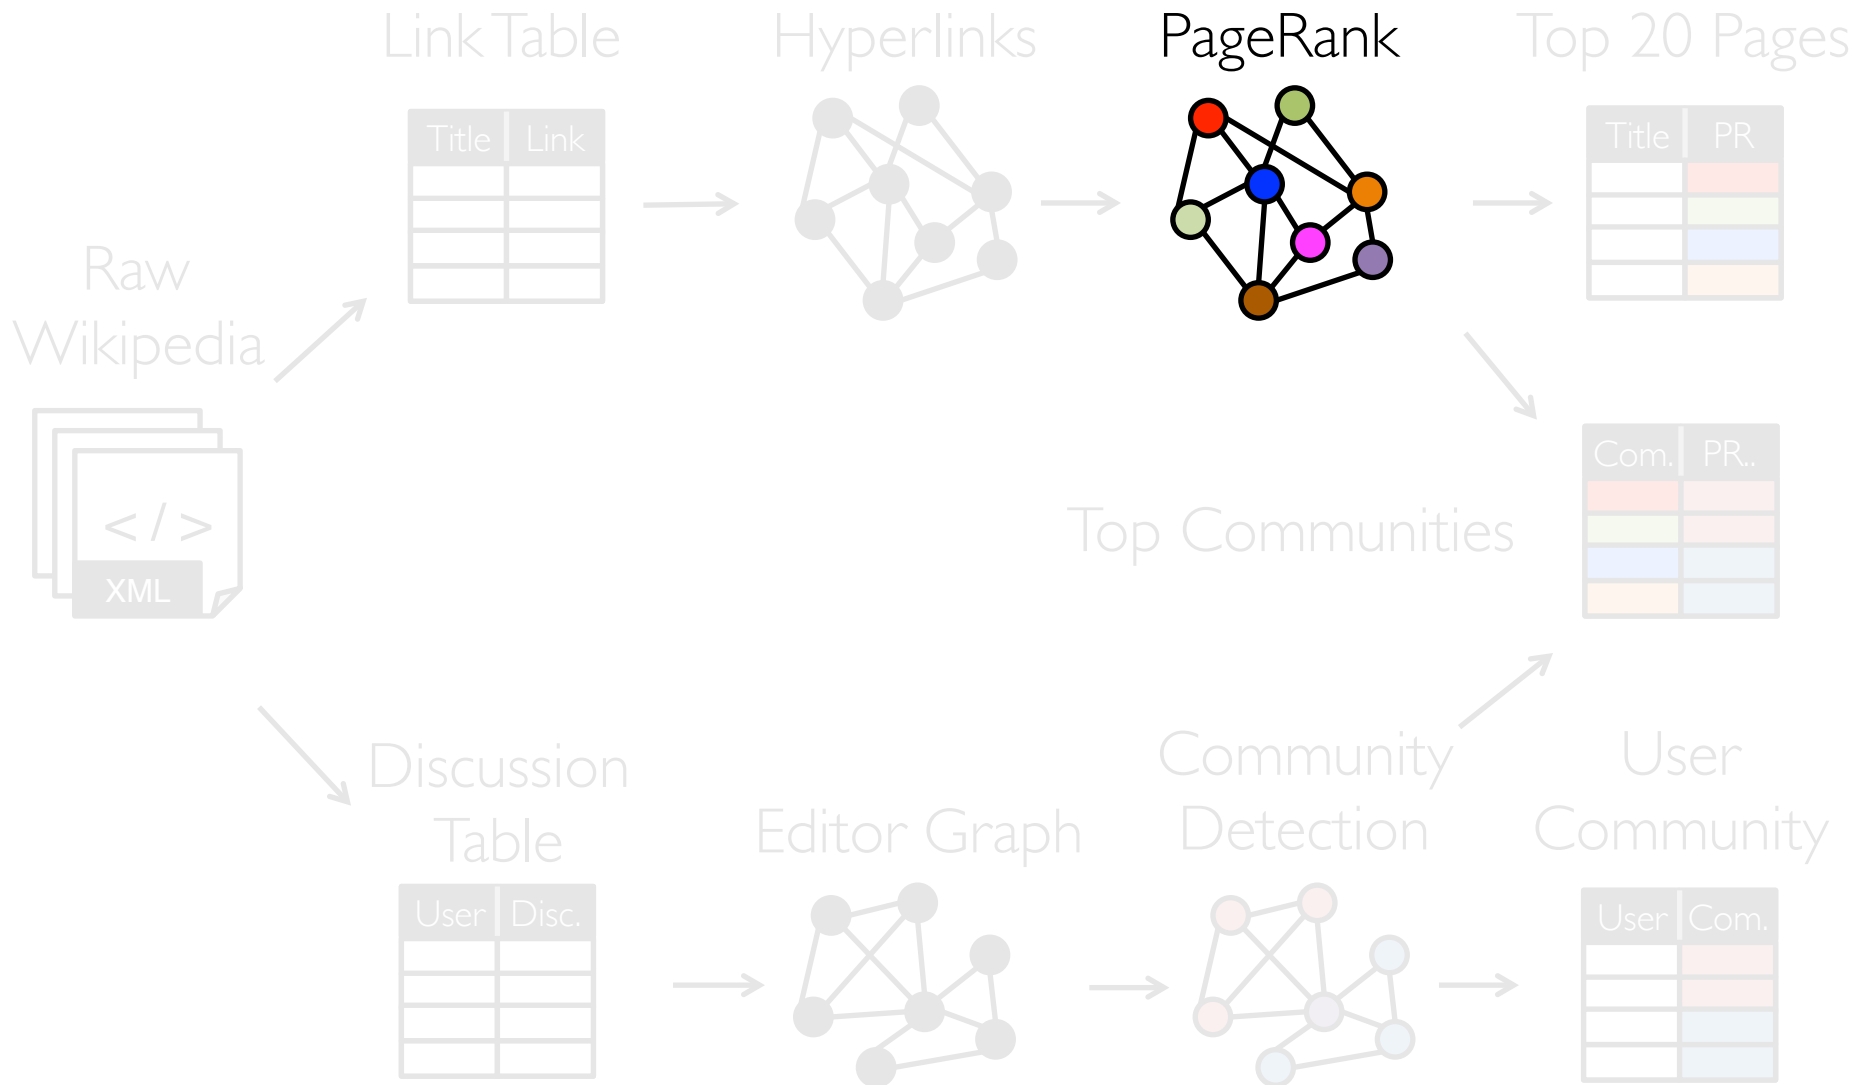 Link Table
Hyperlinks
PageRank
Top 20 Pages
Title Link
Title PR
Raw
Wikipedia
</>
XML
Top Communities
Com. PR..
Discussion
Table
Editor Graph
Community
Detection
User
Community
User Disc.
User Com.